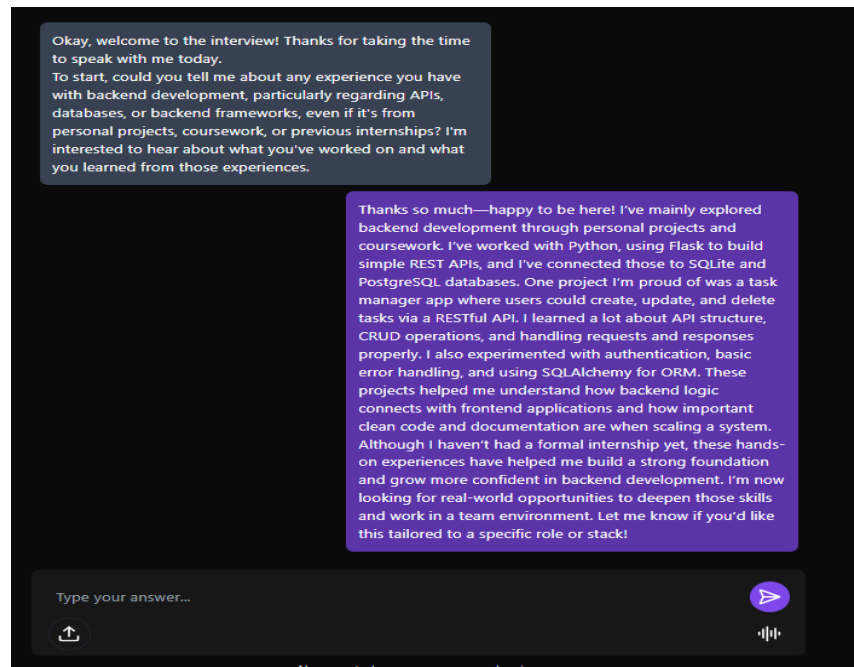 Okay, welcome to the interview! Thanks for taking the time
to speak with me today.
To start, could you tell me about any experience you have
with backend development, particularly regarding APIs,
databases, or backend frameworks, even if it's from
personal projects, coursework, or previous internships? I'm
interested to hear about what you've worked on and what
you learned from those experiences.
Thanks so much—happy to be here! I've mainly explored
backend development through personal projects and
coursework. I've worked with Python, using Flask to build
simple REST APIs, and I've connected those to SQLite and
PostgreSQL databases. One project I'm proud of was a task
manager app where users could create, update, and delete
tasks via a RESTful API. I learned a lot about API structure,
CRUD operations, and handling requests and responses
properly. I also experimented with authentication, basic
error handling, and using SQLAlchemy for ORM. These
projects helped me understand how backend logic
connects with frontend applications and how important
clean code and documentation are when scaling a system.
Although I haven't had a formal internship yet, these hands-
on experiences have helped me build a strong foundation
and grow more confident in backend development. I'm now
looking for real-world opportunities to deepen those skills
and work in a team environment. Let me know if you'd like
this tailored to a specific role or stack!
Type your answer...